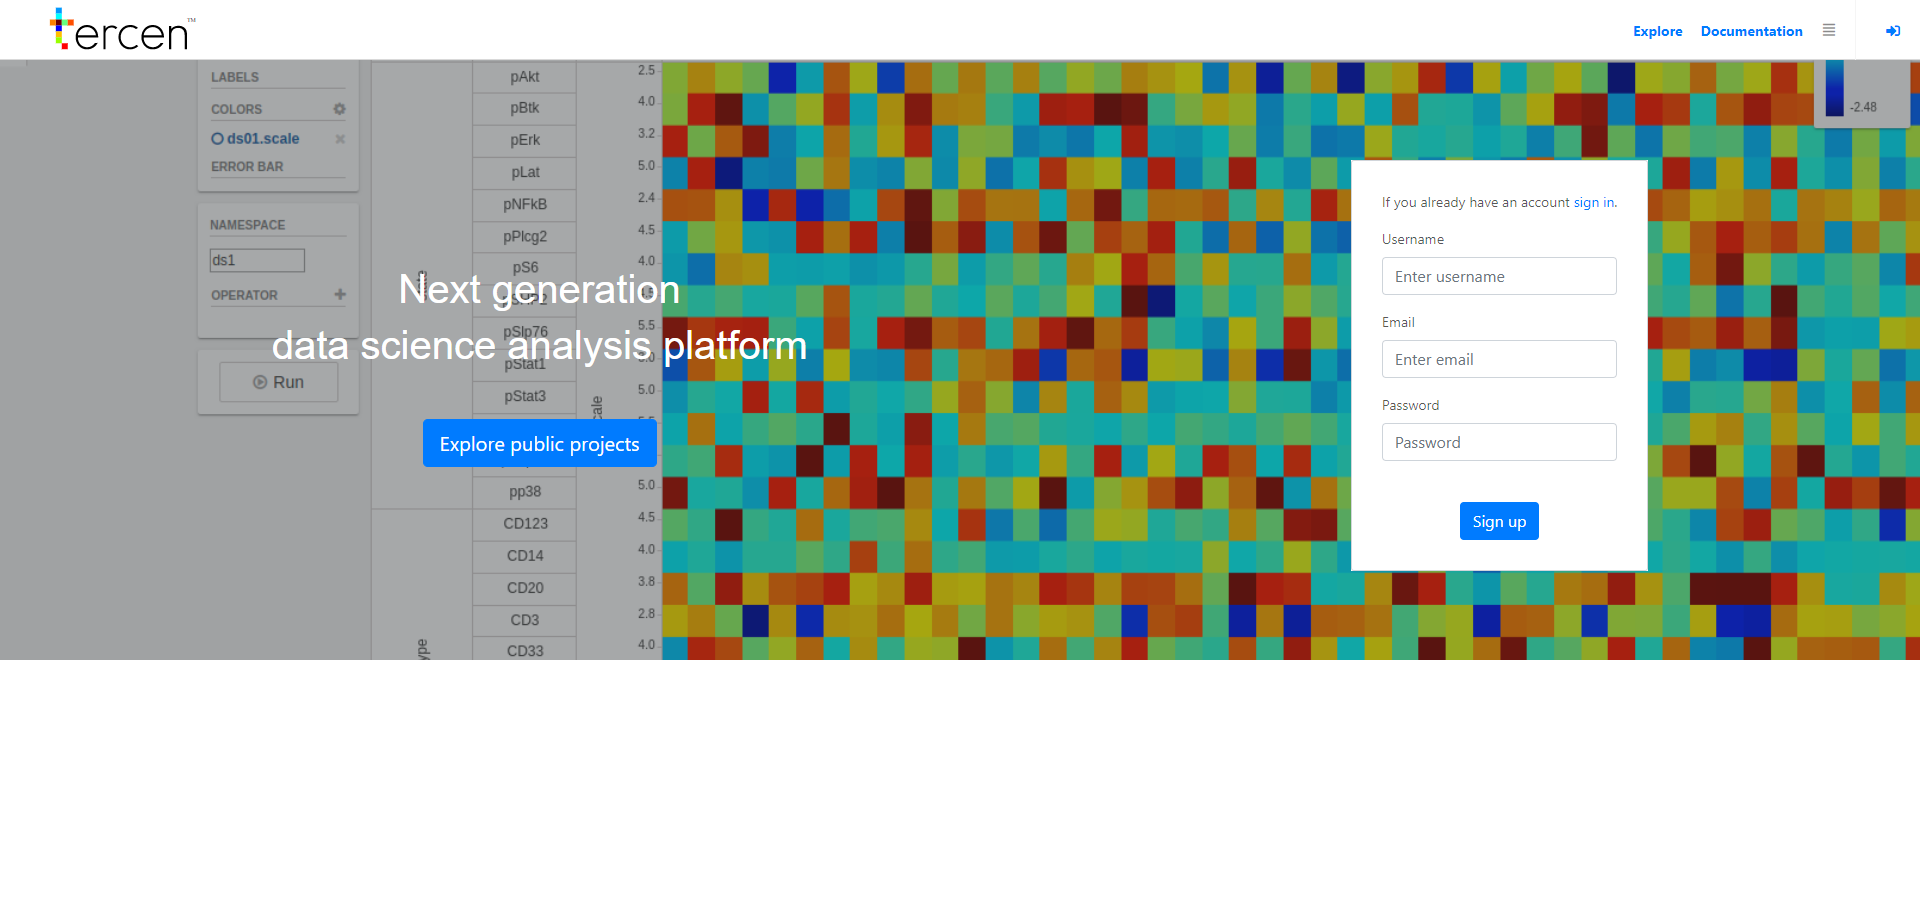 tercen™
Explore
Documentation
LABELS
COLORS
ds01.scale
ERROR BAR
NAMESPACE
ds1
OPERATOR
Run
pAkt
pBtk
pErk
pLat
pNFkB
pPlcg2
pS6
pSHP2
pSlp76
pStat1
pStat3
pp38
CD123
CD14
CD20
CD3
CD33
2.5
4.0
3.2
5.0
2.4
4.5
4.0
5.5
5.0
5.0
4.5
4.0
3.8
2.8
4.0
-2.48
Next generation
data science analysis platform
Explore public projects
If you already have an account sign in.
Username
Enter username
Email
Enter email
Password
Password
Sign up